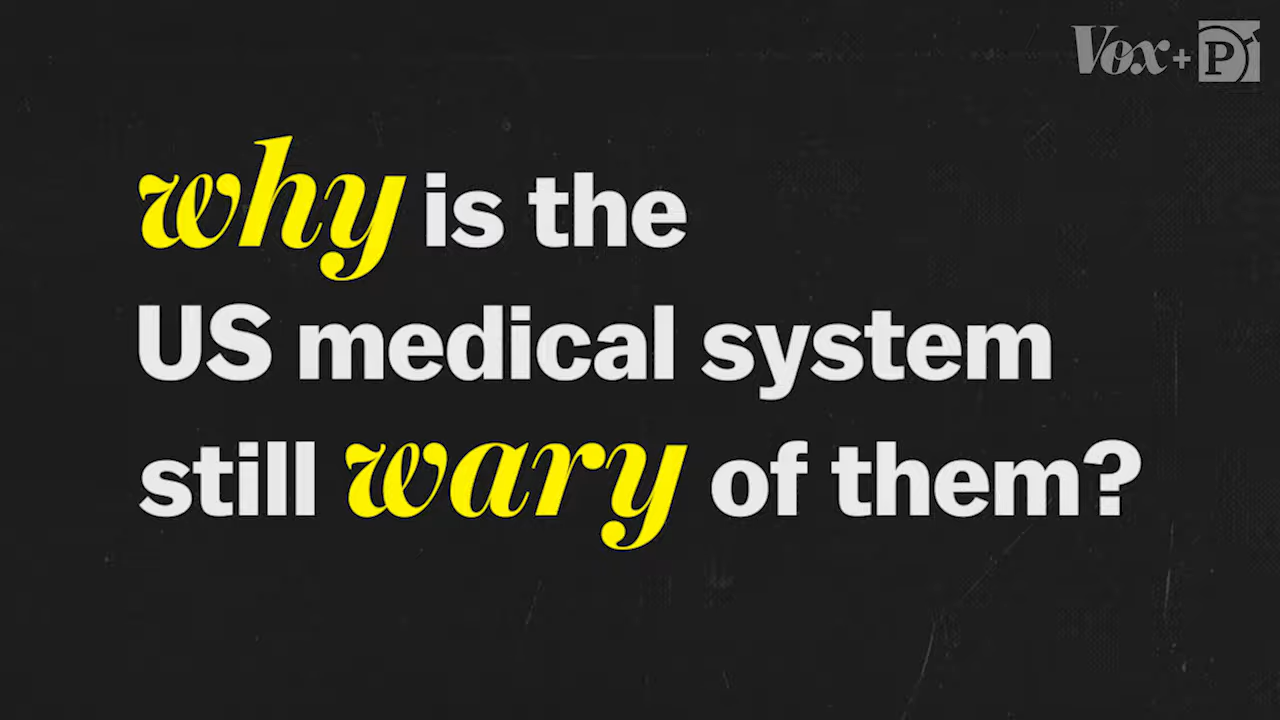 Vox + P
why is the
US medical system
still wary of them?